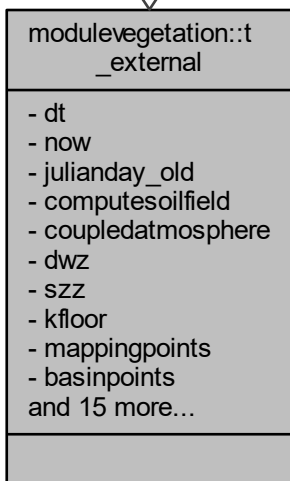 modulevegetation::t
_external
- dt
- now
- julianday_old
- computesoilfield
- coupledatmosphere
- dwz
- szz
- kfloor
- mappingpoints
- basinpoints
and 15 more...